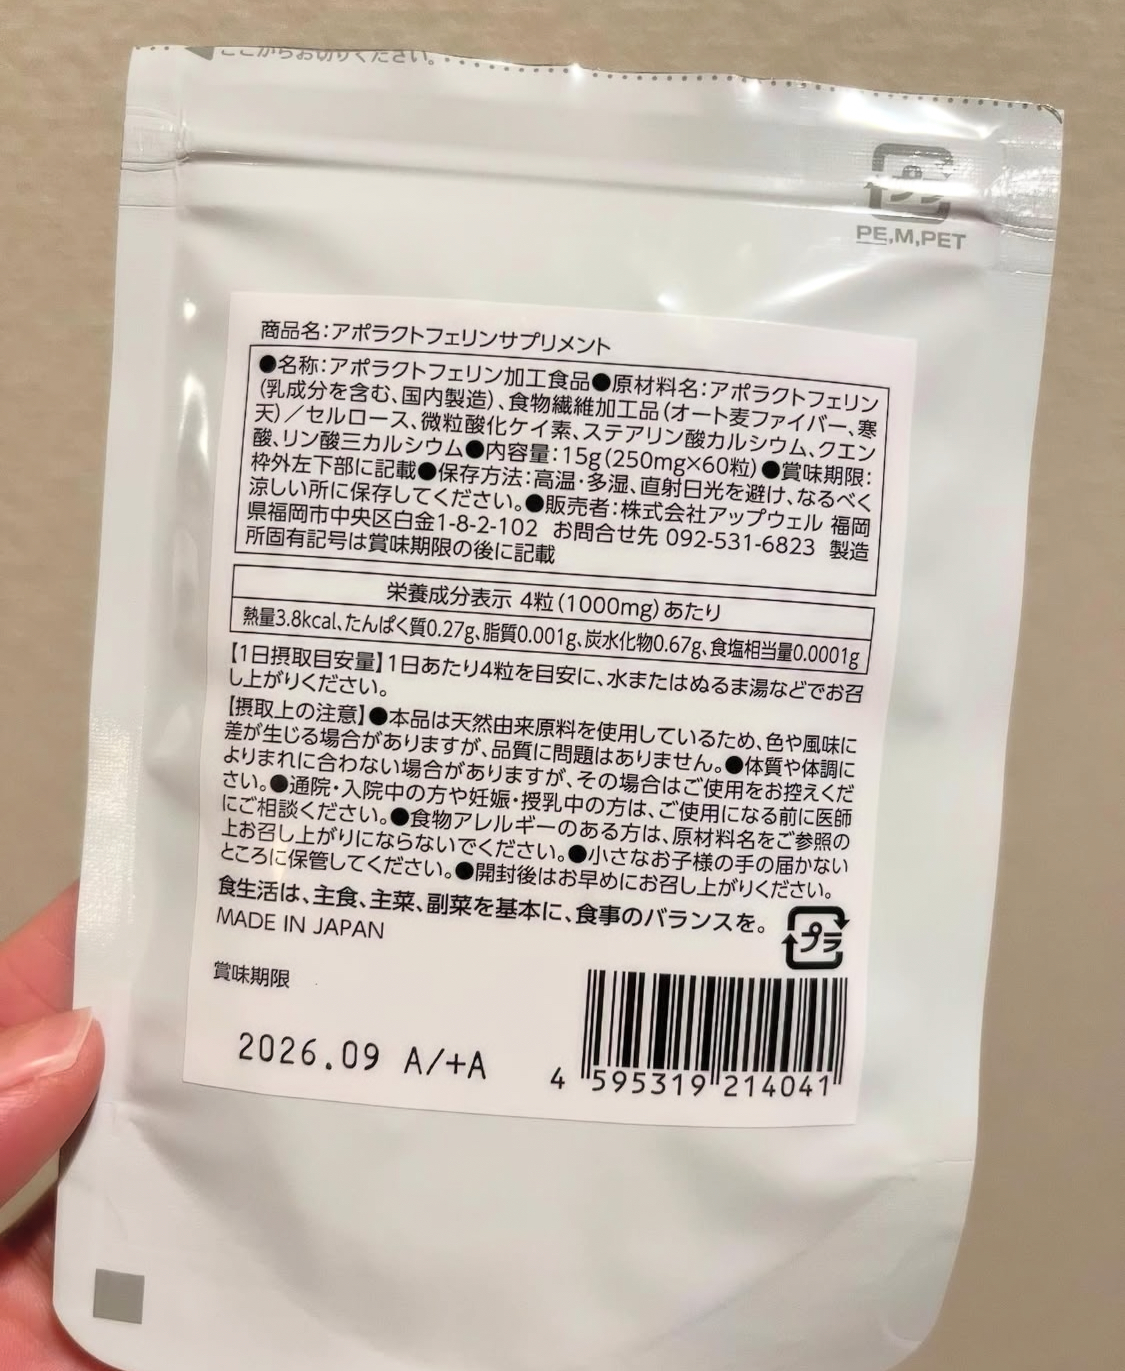 ここからお切りください。
プラ
PE,M,PET
商品名:アポラクトフェリンサプリメント
●名称:アポラクトフェリン加工食品●原材料名:アポラクトフェリン
(乳成分を含む、国内製造)、食物繊維加工品(オート麦ファイバー、寒
天)/セルロース、微粒酸化ケイ素、ステアリン酸カルシウム、クエン
酸、リン酸三カルシウム●内容量:15g(250mg×60粒)●賞味期限:
枠外左下部に記載●保存方法:高温・多湿、直射日光を避け、なるべく
涼しい所に保存してください。●販売者:株式会社アップウェル 福岡
県福岡市中央区白金1-8-2-102 お問合せ先 092-531-6823 製造
所固有記号は賞味期限の後に記載
栄養成分表示 4粒(1000mg)あたり
熱量3.8kcal、たんぱく質0.27g、脂質0.001g、炭水化物0.67g、食塩相当量0.0001g
【1日摂取目安量】1日あたり4粒を目安に、水またはぬるま湯などでお召
し上がりください。
【摂取上の注意】●本品は天然由来原料を使用しているため、色や風味に
差が生じる場合がありますが、品質に問題はありません。●体質や体調に
よりまれに合わない場合がありますが、その場合はご使用をお控えくだ
さい。●通院・入院中の方や妊娠・授乳中の方は、ご使用になる前に医師
にご相談ください。●食物アレルギーのある方は、原材料名をご参照の
上お召し上がりにならないでください。●小さなお子様の手の届かない
ところに保管してください。●開封後はお早めにお召し上がりください。
食生活は、主食、主菜、副菜を基本に、食事のバランスを。
プラ
MADE IN JAPAN
賞味期限
2026.09 A/+A
4 595319 214041